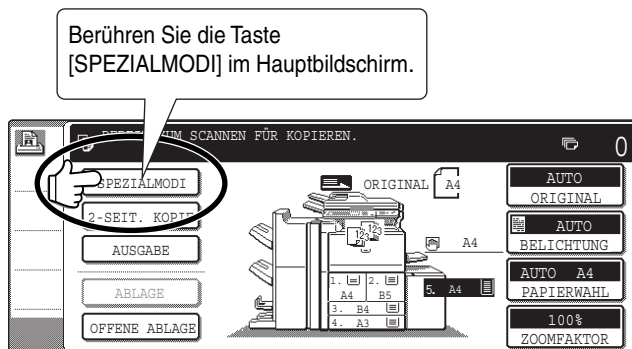 Berühren Sie die Taste
[SPEZIALMODI] im Hauptbildschirm.
SCANNEN FÜR KOPIEREN.
0
SPEZIALMODI
2-SEIT. KOPIE
AUSGABE
ABLAGE
OFFENE ABLAGE
ORIGINAL A4
123 123
A4
1. 2.
A4 B5
3. B4
4. A3
5. A4
AUTO
ORIGINAL
AUTO
BELICHTUNG
AUTO A4
PAPIERWAHL
100%
ZOOMFAKTOR